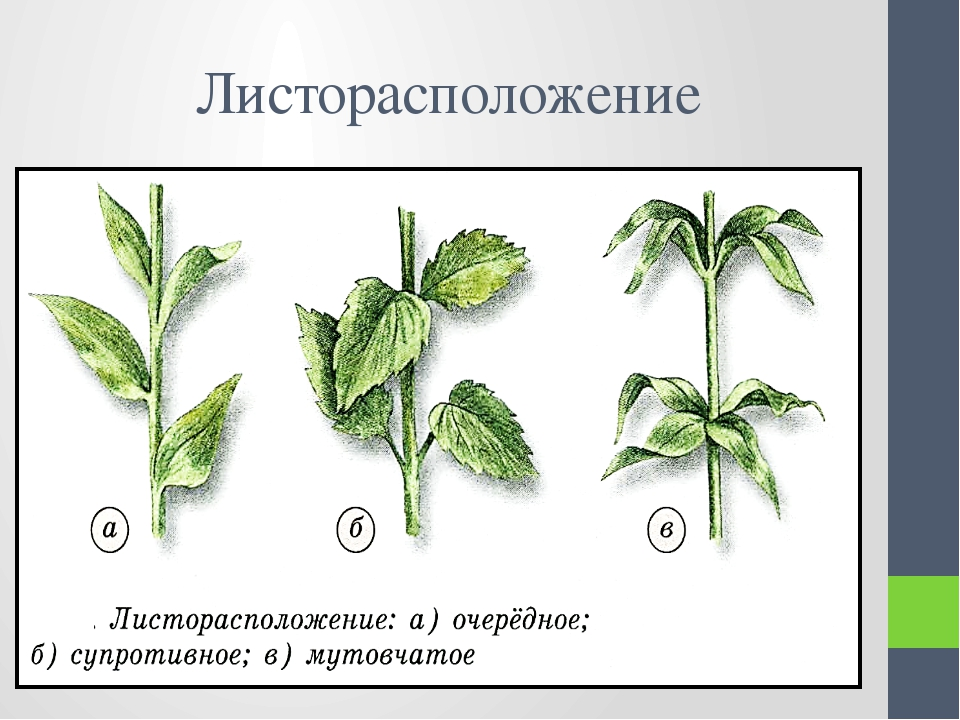 Листорасположение
а
б
в
. Листорасположение: а) очерёдное;
б) супротивное; в) мутовчатое